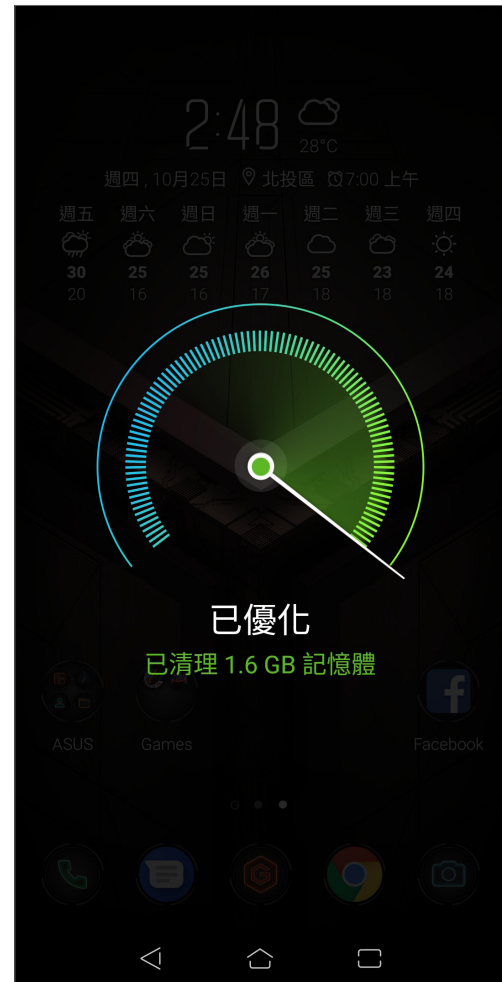 2:48
28°C
週四 , 10月25日 北投區 7:00 上午
週五 週六 週日 週一 週二 週三 週四
30 25 25 26 25 23 24
20 16 16 17 18 18 18
已優化
已清理 1.6 GB 記憶體
ASUS Games Facebook
G